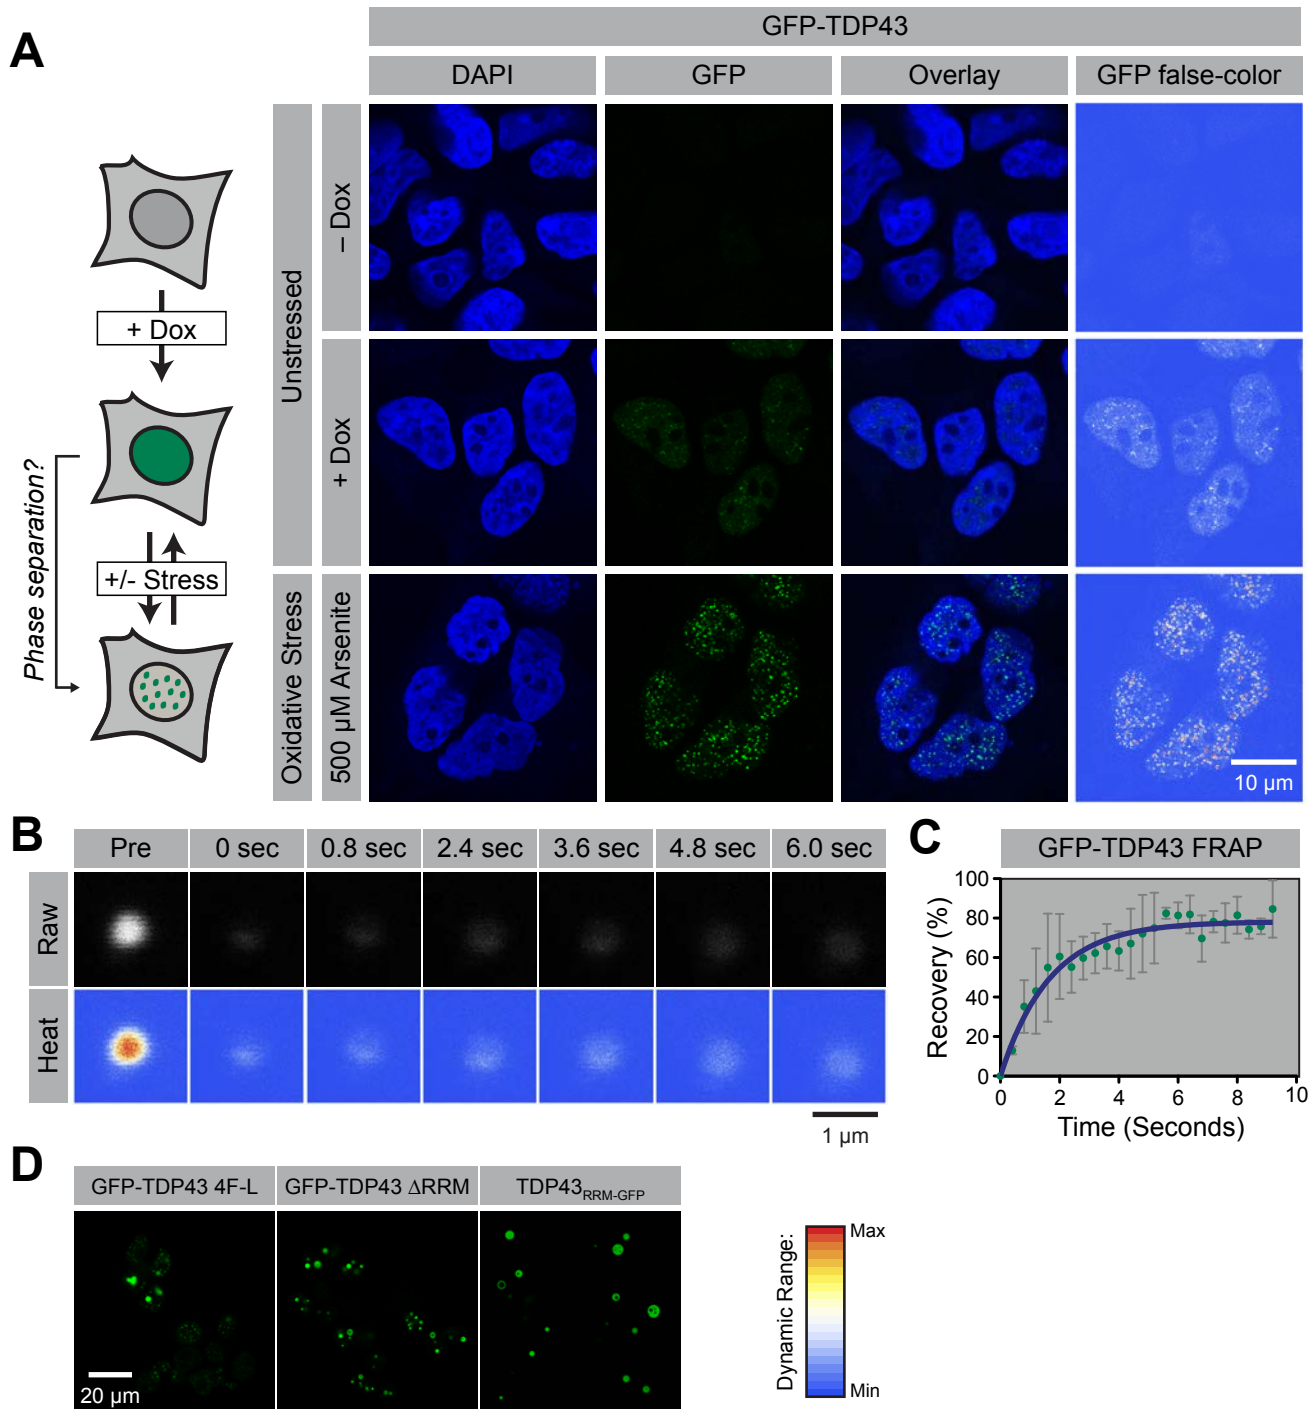 A
GFP-TDP43
DAPI
GFP
Overlay
GFP false-color
+ Dox
Phase separation?
+/- Stress
Unstressed
– Dox
+ Dox
Oxidative Stress
500 µM Arsenite
10 µm
B
Pre
0 sec
0.8 sec
2.4 sec
3.6 sec
4.8 sec
6.0 sec
Raw
Heat
1 µm
C
GFP-TDP43 FRAP
Recovery (%)
100
80
60
40
20
0
0
2
4
6
8
10
Time (Seconds)
D
GFP-TDP43 4F-L
GFP-TDP43 ΔRRM
TDP43RRM-GFP
20 µm
Dynamic Range:
Max
Min